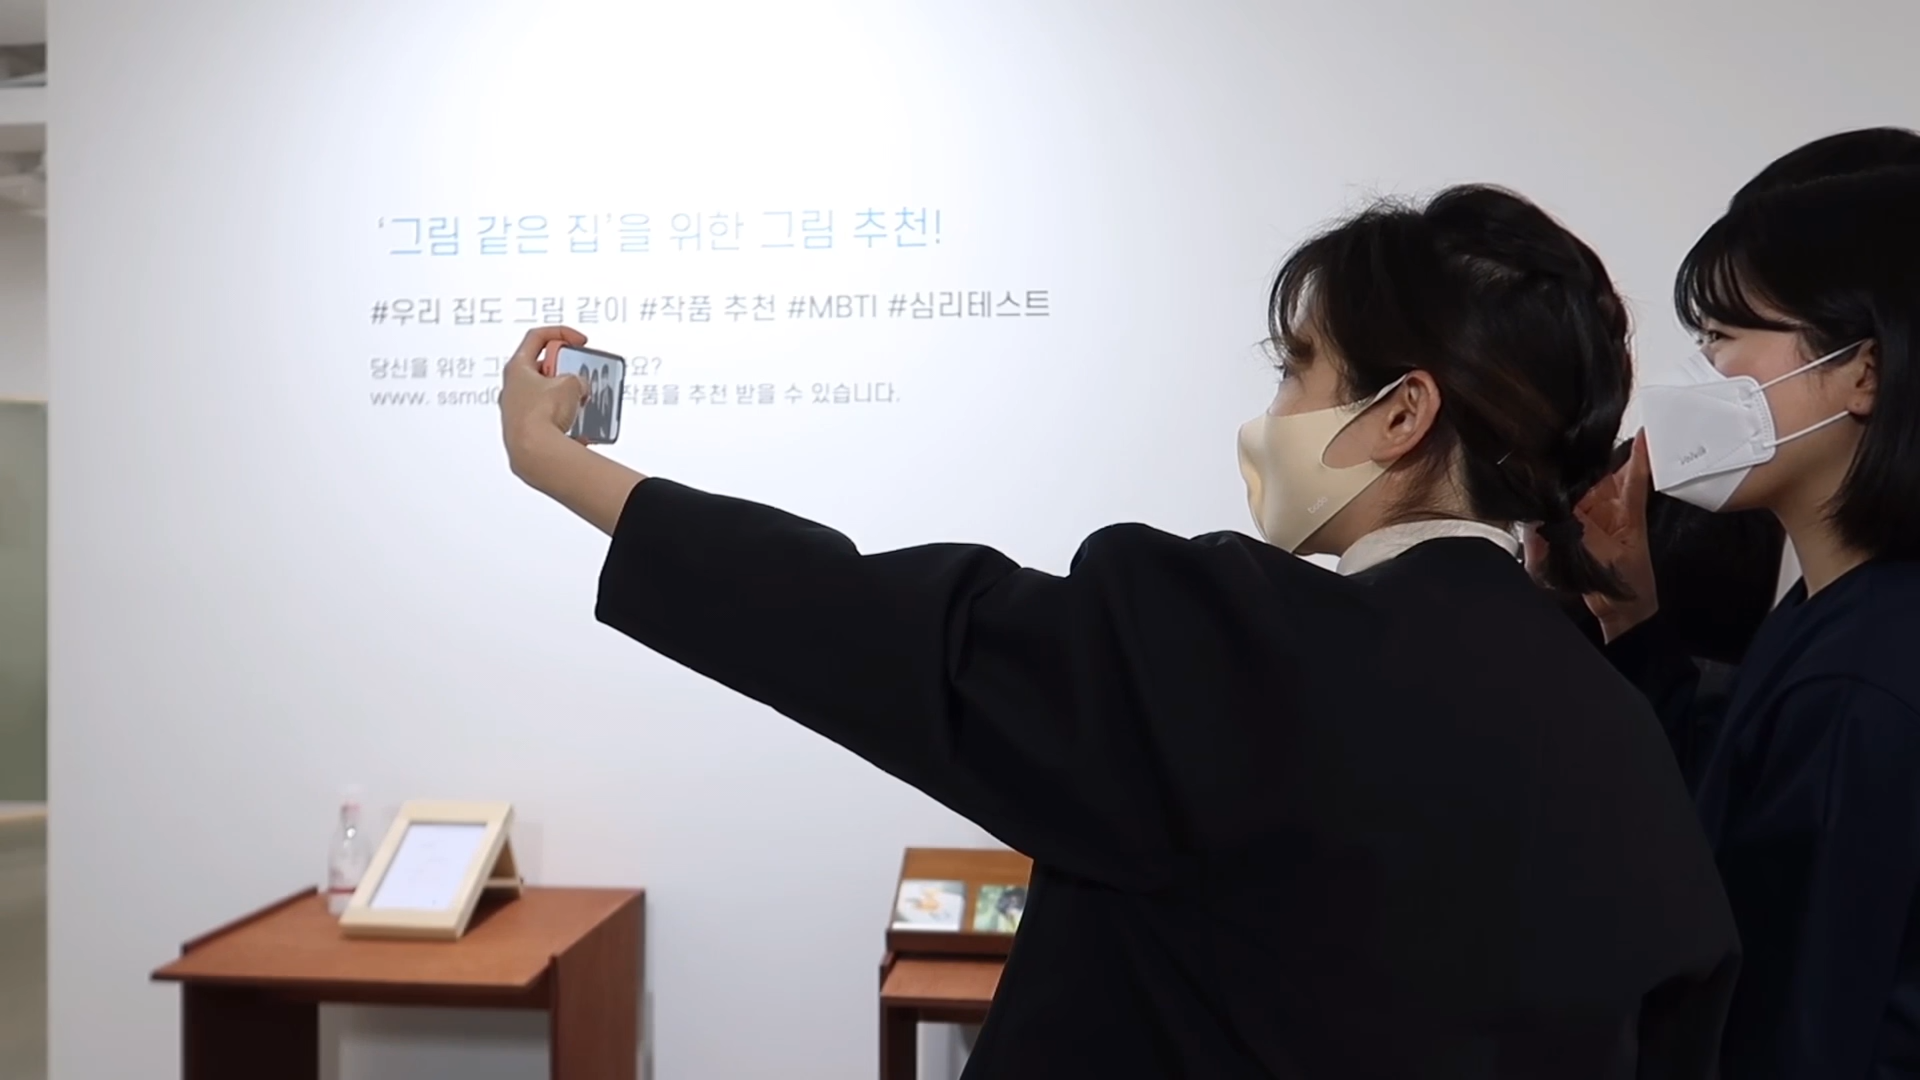 ‘그림 같은 집’을 위한 그림 추천!
#우리 집도 그림 같이 #작품 추천 #MBTI #심리테스트
당신을 위한 요?
www. 작품을 추천 받을 수 있습니다.